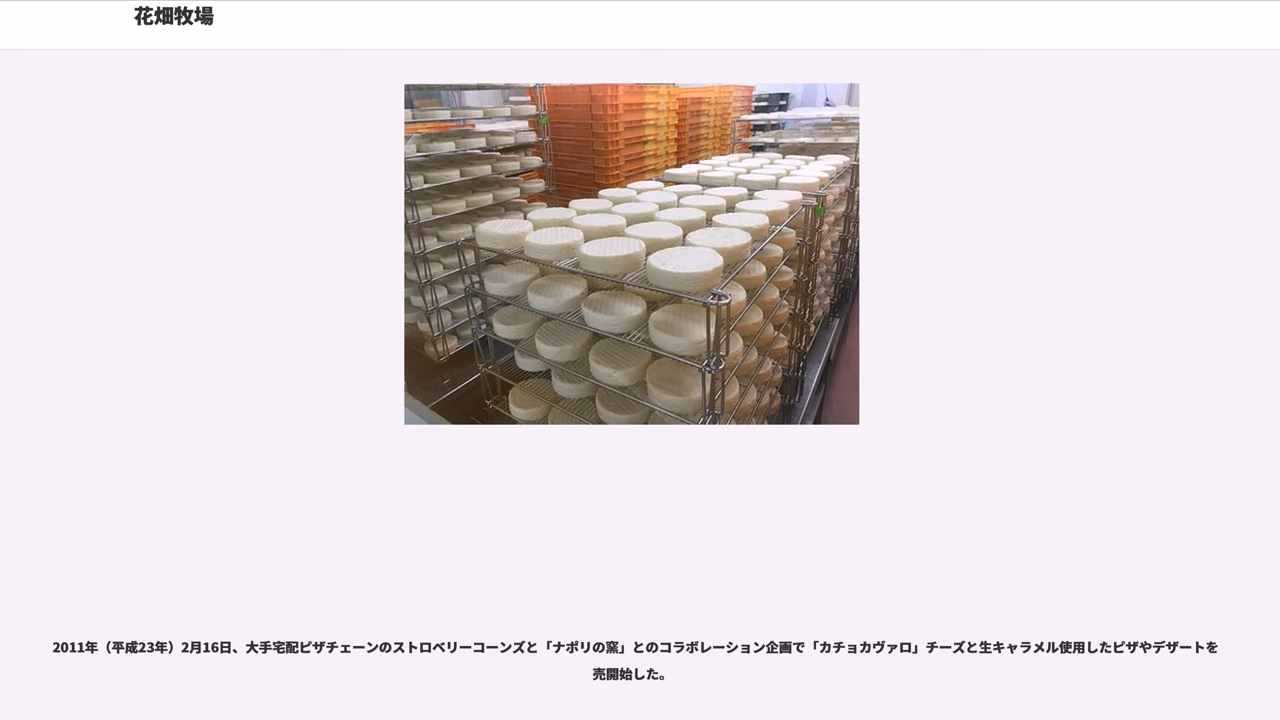 花畑牧場
2011年（平成23年）2月16日、大手宅配ピザチェーンのストロベリーコーンズと「ナポリの窯」とのコラボレーション企画で「カチョカヴァロ」チーズと生キャラメル使用したピザやデザートを
売開始した。